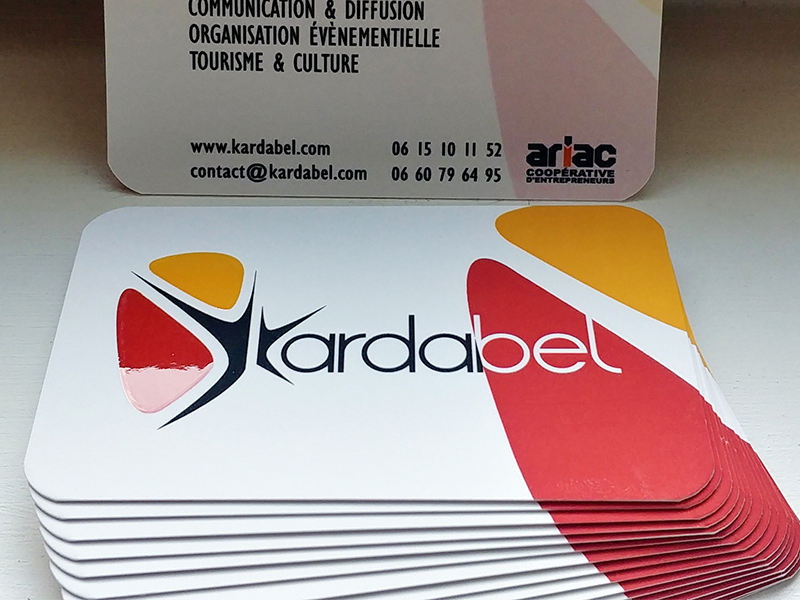 COMMUNICATION & DIFFUSION
ORGANISATION ÉVÈNEMENTIELLE
TOURISME & CULTURE
www.kardabel.com 06 15 10 11 52
contact@kardabel.com 06 60 79 64 95
ariac
COOPÉRATIVE
D'ENTREPRENEURS
kardabel